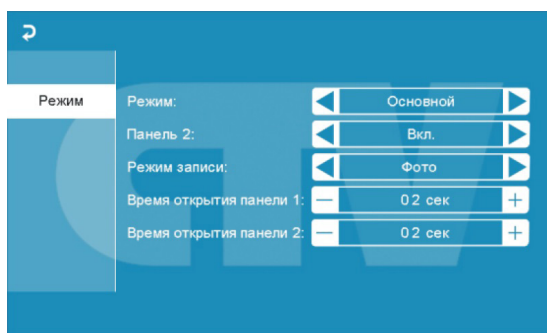 Режим
Режим: Основной
Панель 2: Вкл.
Режим записи: Фото
Время открытия панели 1: — 02 сек +
Время открытия панели 2: — 02 сек +